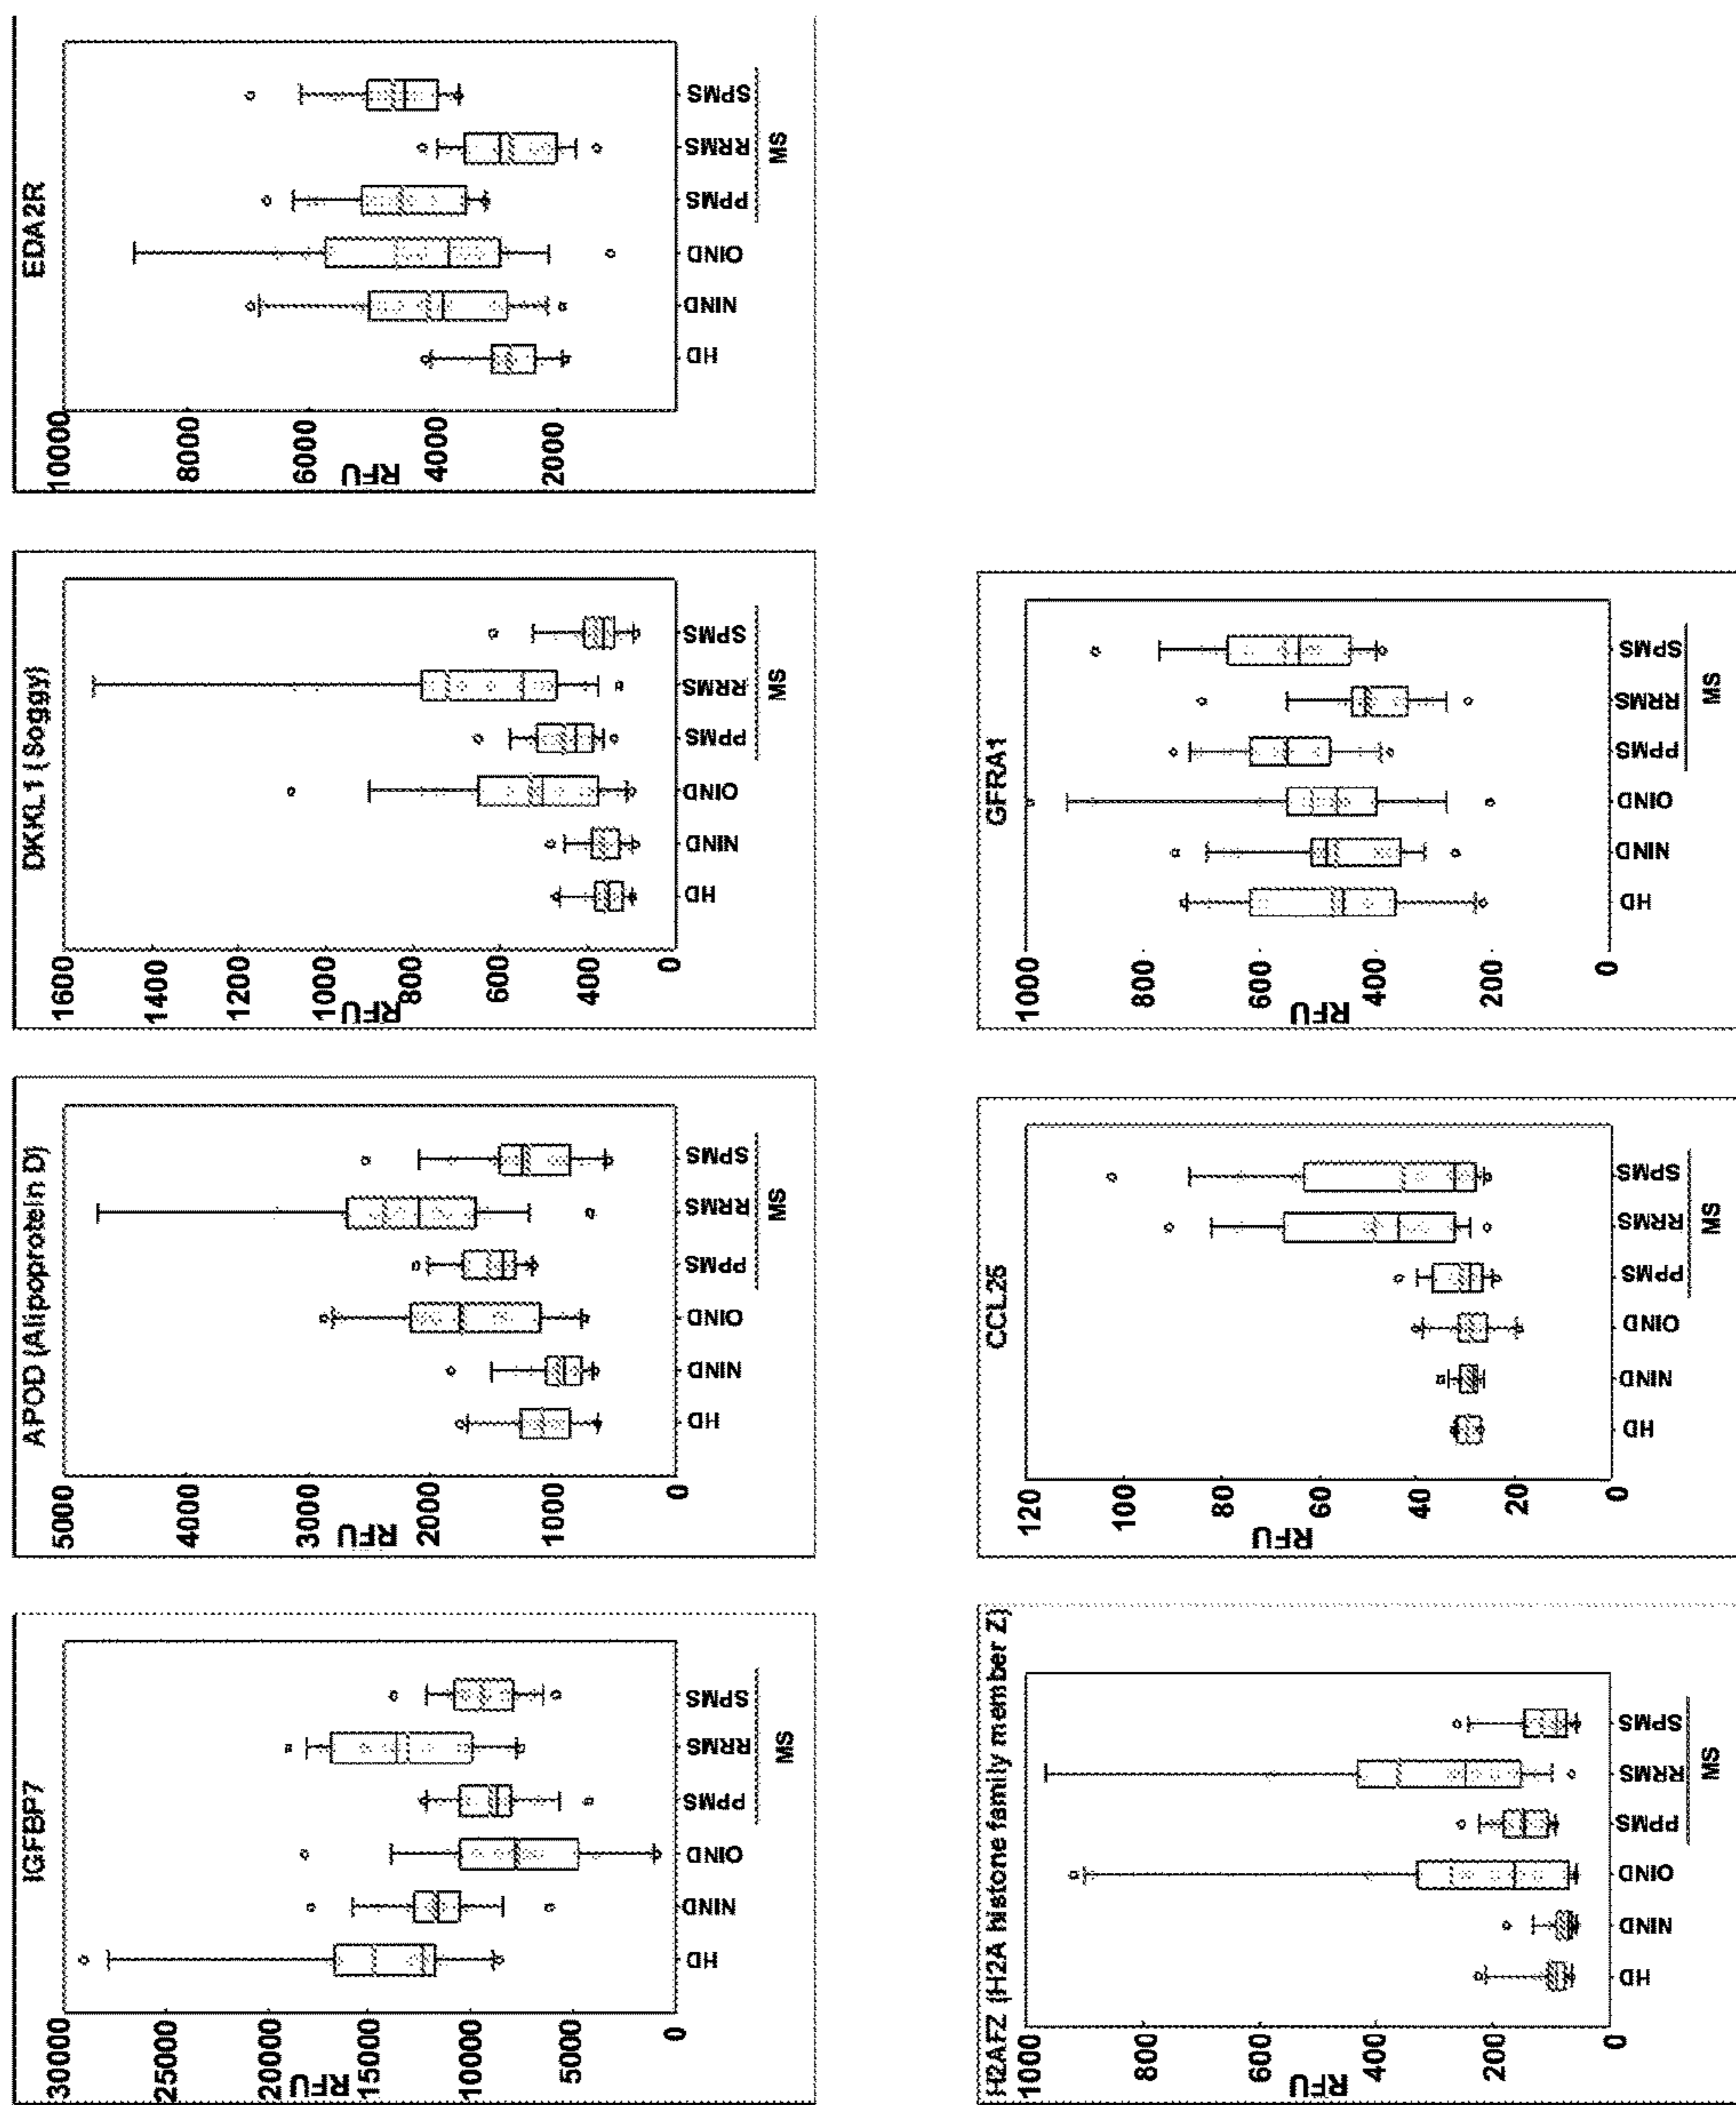 IGFBP7
30000
25000
20000
15000
10000
5000
0
RFU
HD NIND OIND PPMS RRMS SPMS
MS
APOD (Alipoprotein D)
5000
4000
3000
2000
1000
0
RFU
HD NIND OIND PPMS RRMS SPMS
MS
DKKL1 (Soggy)
1600
1400
1200
1000
800
600
400
0
RFU
HD NIND OIND PPMS RRMS SPMS
MS
EDA2R
10000
8000
6000
4000
2000
RFU
HD NIND OIND PPMS RRMS SPMS
MS
H2AFZ (H2A histone family member Z)
1000
800
600
400
200
0
RFU
HD NIND OIND PPMS RRMS SPMS
MS
CCL25
120
100
80
60
40
20
0
RFU
HD NIND OIND PPMS RRMS SPMS
MS
GFRA1
1000
800
600
400
200
0
RFU
HD NIND OIND PPMS RRMS SPMS
MS